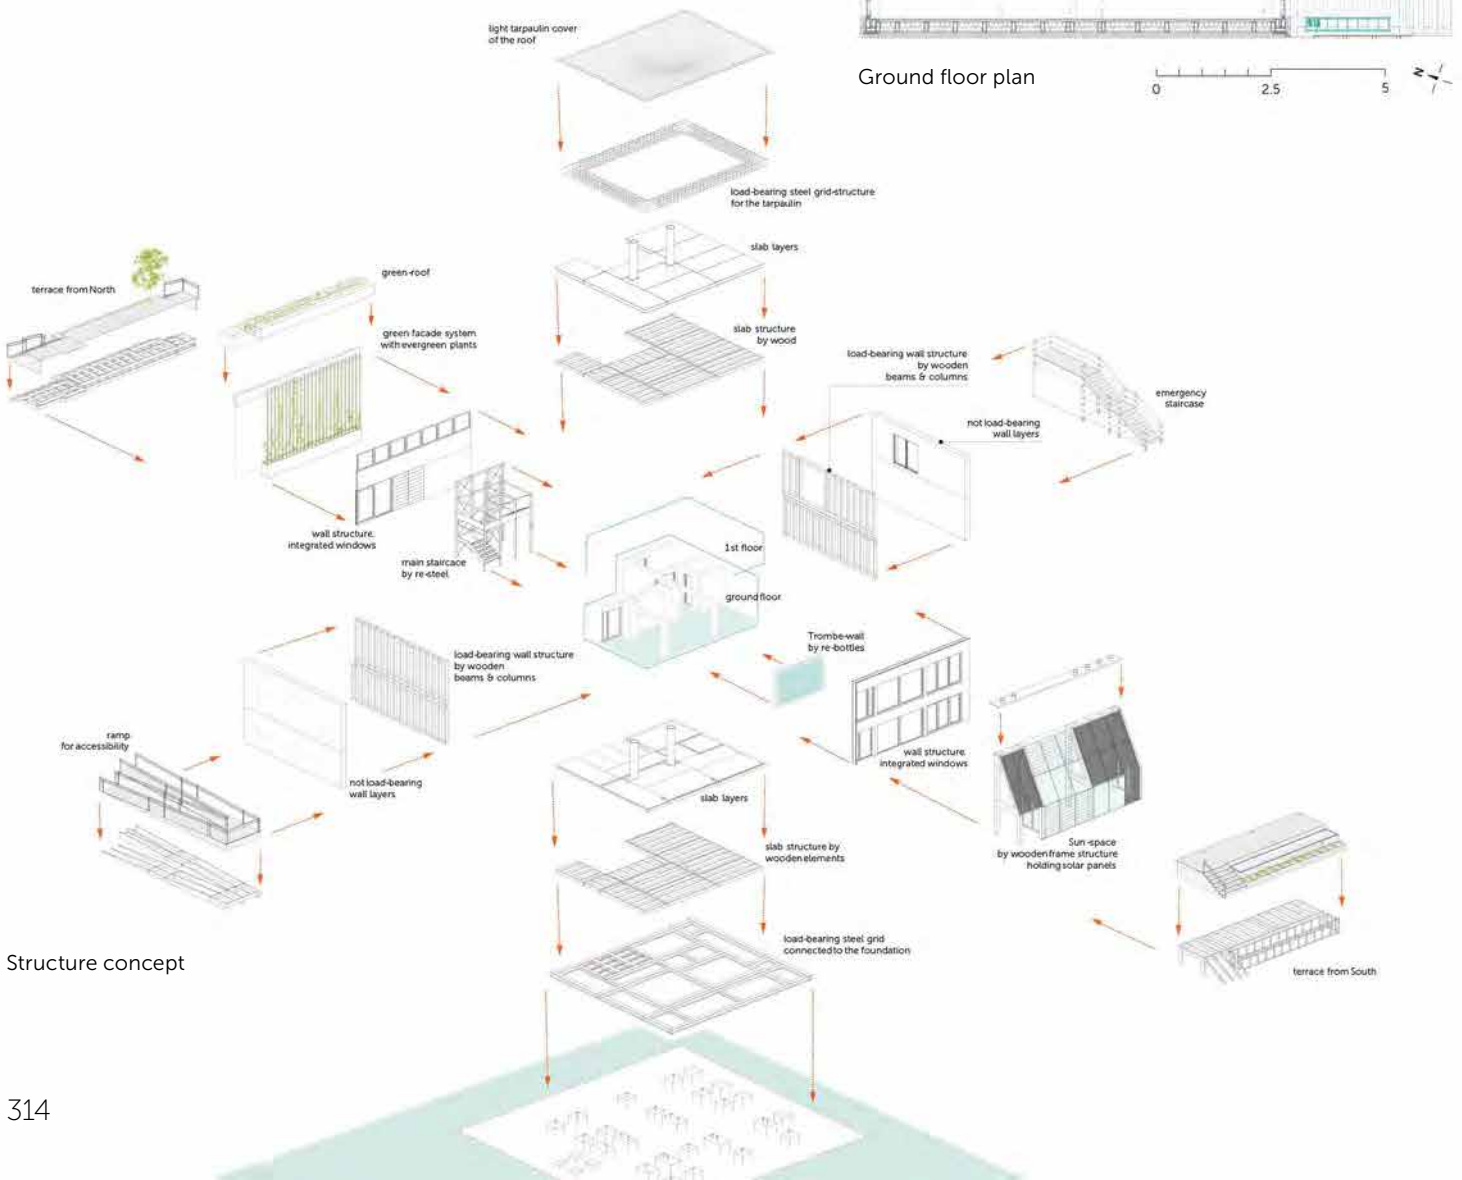 light tarpaulin cover
of the roof
Ground floor plan
0 2.5 5
N
load-bearing steel grid-structure
for the tarpaulin
slab layers
terrace from North
green-roof
green facade system
with evergreen plants
slab structure
by wood
load-bearing wall structure
by wooden
beams & columns
emergency
staircase
not load-bearing
wall layers
wall structure,
integrated windows
main staircace
by re-steel
1st floor
ground floor
Trombe-wall
by re-bottles
load-bearing wall structure
by wooden
beams & columns
ramp
for accessibility
not load-bearing
wall layers
wall structure,
integrated windows
slab layers
Sun-space
by wooden frame structure
holding solar panels
slab structure by
wooden elements
load-bearing steel grid
connected to the foundation
terrace from South
Structure concept
314